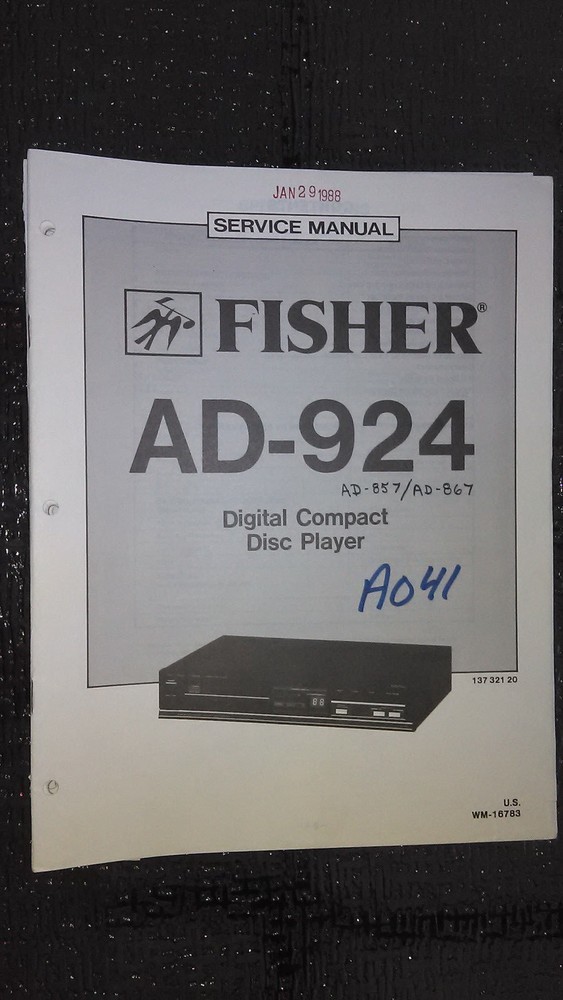 JAN 29 1988
SERVICE MANUAL
FISHER®
AD-924
AD-857/AD-867
Digital Compact
Disc Player
A041
88
137 321 20
U.S.
WM-16783